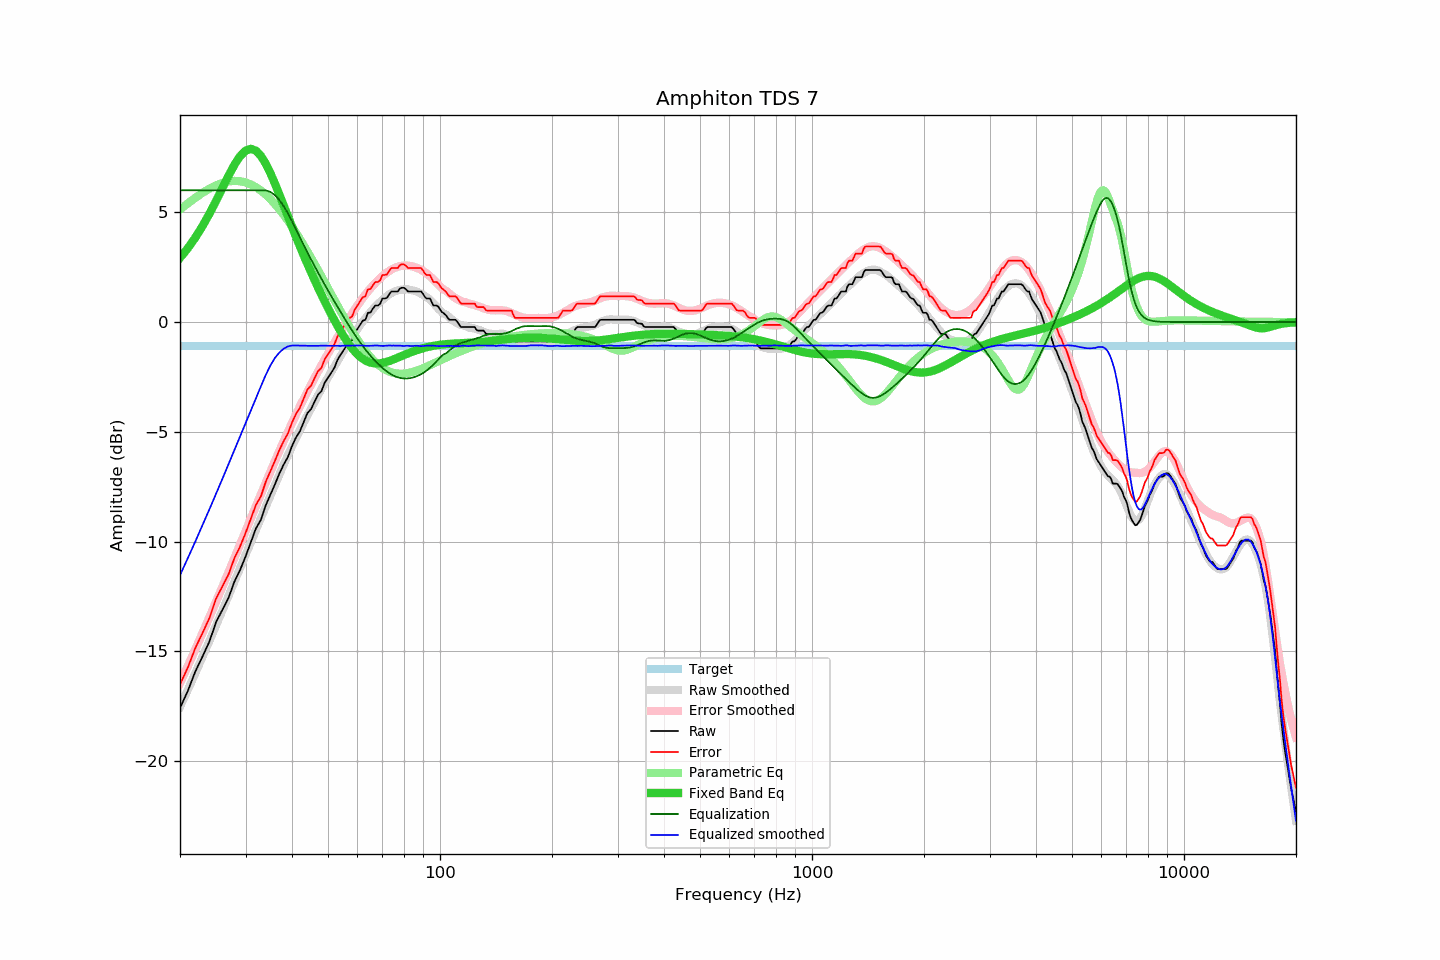 Amphiton TDS 7
Amplitude (dBr)
5
0
−5
−10
−15
−20
Target
Raw Smoothed
Error Smoothed
Raw
Error
Parametric Eq
Fixed Band Eq
Equalization
Equalized smoothed
100
1000
10000
Frequency (Hz)